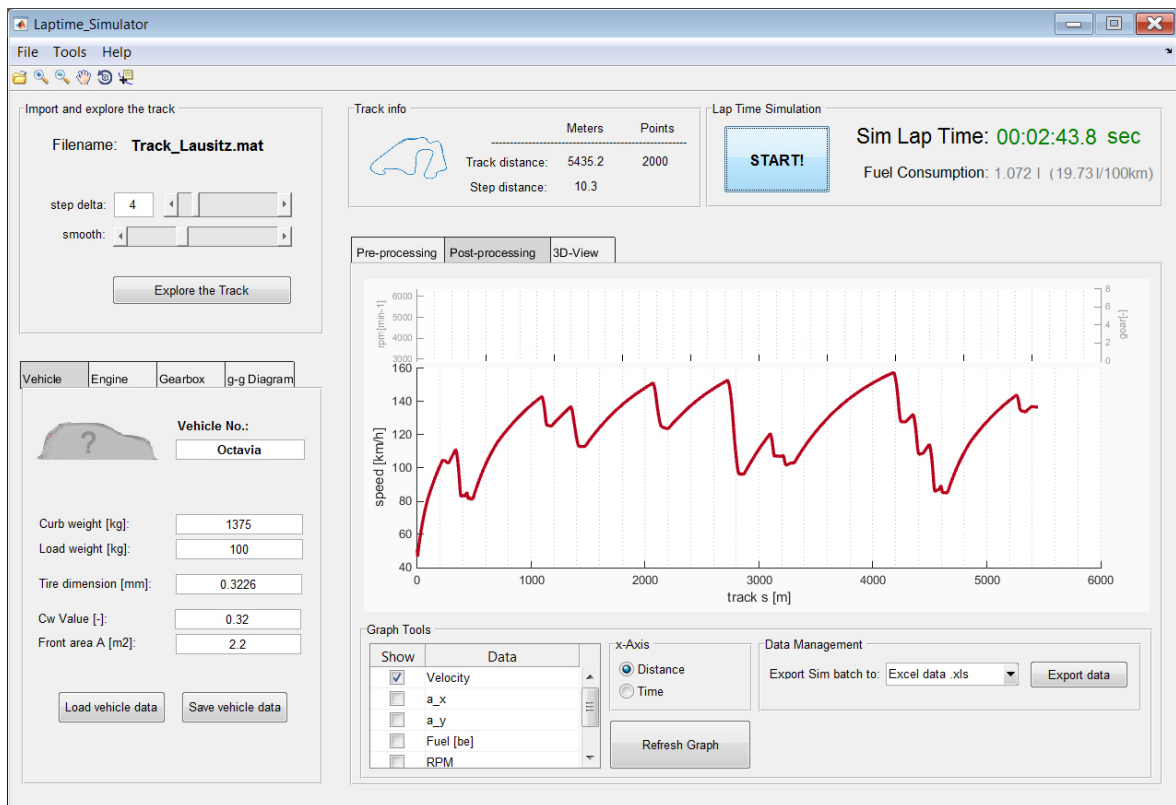 Laptime_Simulator
File Tools Help
Import and explore the track
Filename: Track_Lausitz.mat
step delta: 4
smooth:
Explore the Track
Track info
Meters Points
Track distance: 5435.2 2000
Step distance: 10.3
Lap Time Simulation
START!
Sim Lap Time: 00:02:43.8 sec
Fuel Consumption: 1.072 l (19.73 l/100km)
Vehicle Engine Gearbox g-g Diagram
?
Vehicle No.:
Octavia
Curb weight [kg]: 1375
Load weight [kg]: 100
Tire dimension [mm]: 0.3226
Cw Value [-]: 0.32
Front area A [m2]: 2.2
Load vehicle data Save vehicle data
Pre-processing Post-processing 3D-View
rpm[min-1]
6000
5000
4000
3000
8
6
4
2
0
gear[-]
speed [km/h]
160
140
120
100
80
60
40
0 1000 2000 3000 4000 5000 6000
track s [m]
Graph Tools
Show Data
Velocity
a_x
a_y
Fuel [be]
RPM
x-Axis
Distance
Time
Refresh Graph
Data Management
Export Sim batch to: Excel data .xls Export data